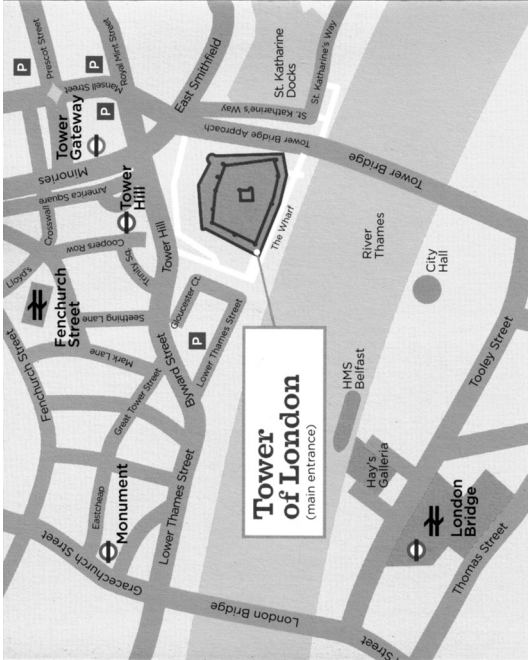 Prescot Street
P
Mansell Street
Royal Mint Street
P
P
East Smithfield
St. Katharine
Docks
St. Katharine's Way
St. Katharine's Way
Tower Bridge Approach
Tower Bridge
Tower
Gateway
Minories
America Square
Tower
Hill
Crosswall
Coopers Row
Trinity Sq.
Tower Hill
Lloyd's
Fenchurch
Street
Seething Lane
Mark Lane
Fenchurch Street
Great Tower Street
Byward Street
Gloucester Ct.
P
Lower Thames Street
The Wharf
River
Thames
City
Hall
Tower
of London
(main entrance)
HMS
Belfast
Hay's
Galleria
Tooley Street
Eastcheap
Monument
Lower Thames Street
Gracechurch Street
London Bridge
London
Bridge
Thomas Street
Street